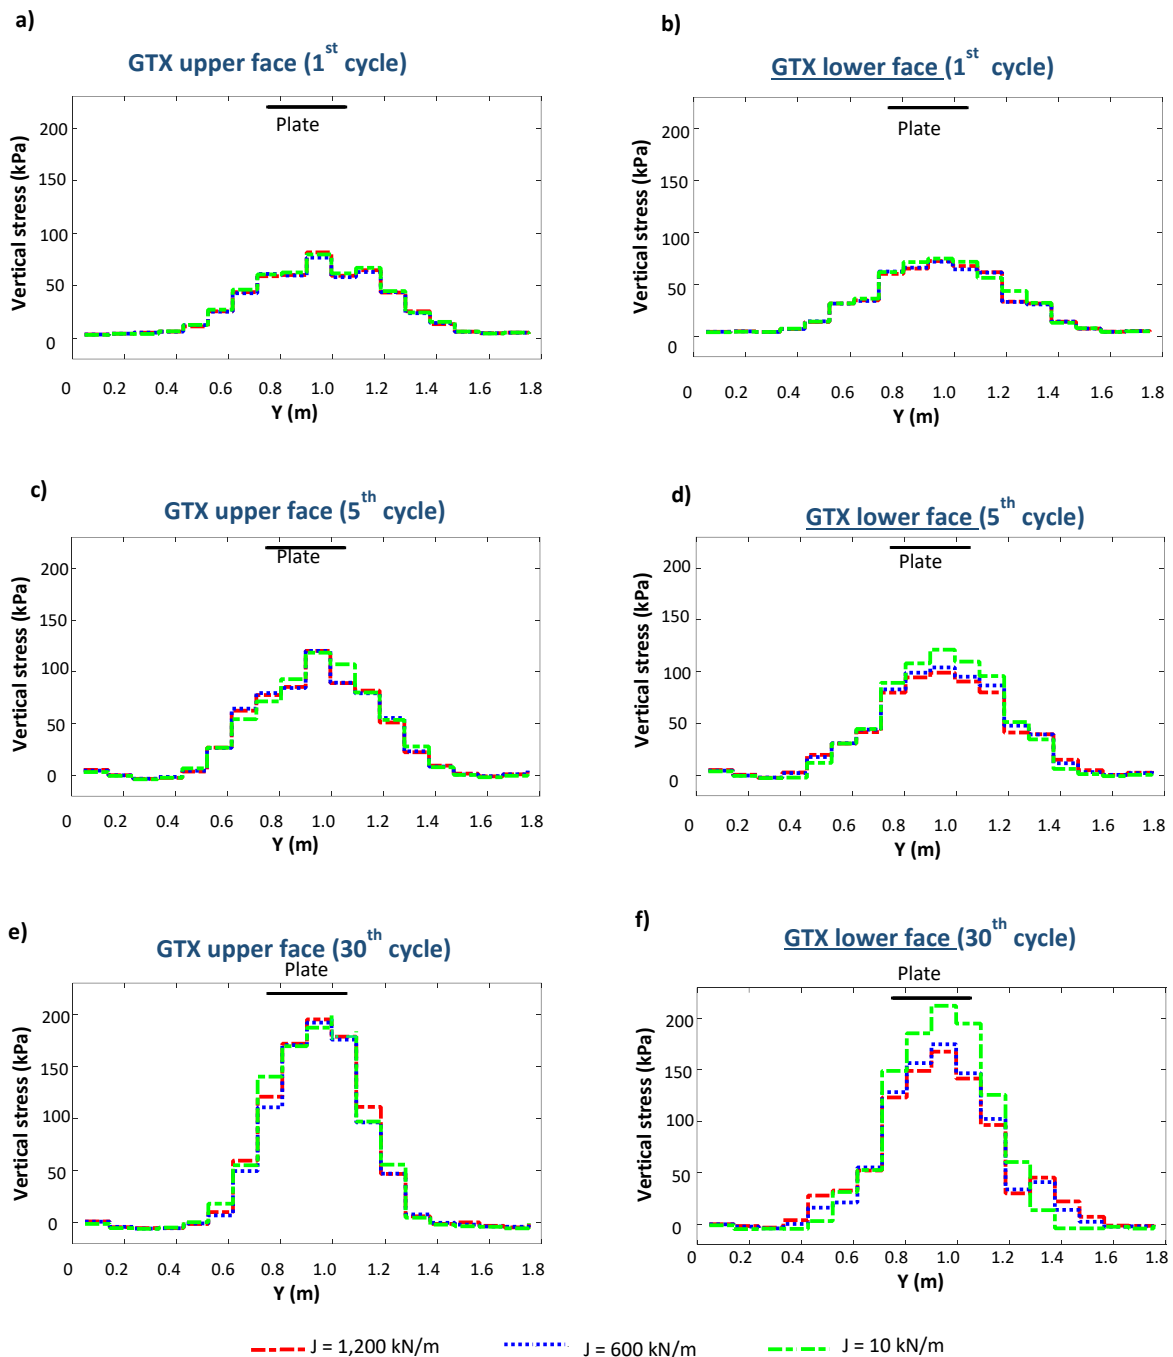 a)
GTX upper face (1st cycle)
Plate
Vertical stress (kPa)
200
150
100
50
0
0 0.2 0.4 0.6 0.8 1.0 1.2 1.4 1.6 1.8
Y (m)
b)
GTX lower face (1st cycle)
Plate
Vertical stress (kPa)
200
150
100
50
0
0 0.2 0.4 0.6 0.8 1.0 1.2 1.4 1.6 1.8
Y (m)
c)
GTX upper face (5th cycle)
Plate
Vertical stress (kPa)
200
150
100
50
0
0 0.2 0.4 0.6 0.8 1.0 1.2 1.4 1.6 1.8
Y (m)
d)
GTX lower face (5th cycle)
Plate
Vertical stress (kPa)
200
150
100
50
0
0 0.2 0.4 0.6 0.8 1.0 1.2 1.4 1.6 1.8
Y (m)
e)
GTX upper face (30th cycle)
Plate
Vertical stress (kPa)
200
150
100
50
0
0 0.2 0.4 0.6 0.8 1.0 1.2 1.4 1.6 1.8
Y (m)
f)
GTX lower face (30th cycle)
Plate
Vertical stress (kPa)
200
150
100
50
0
0 0.2 0.4 0.6 0.8 1.0 1.2 1.4 1.6 1.8
Y (m)
J = 1,200 kN/m J = 600 kN/m J = 10 kN/m